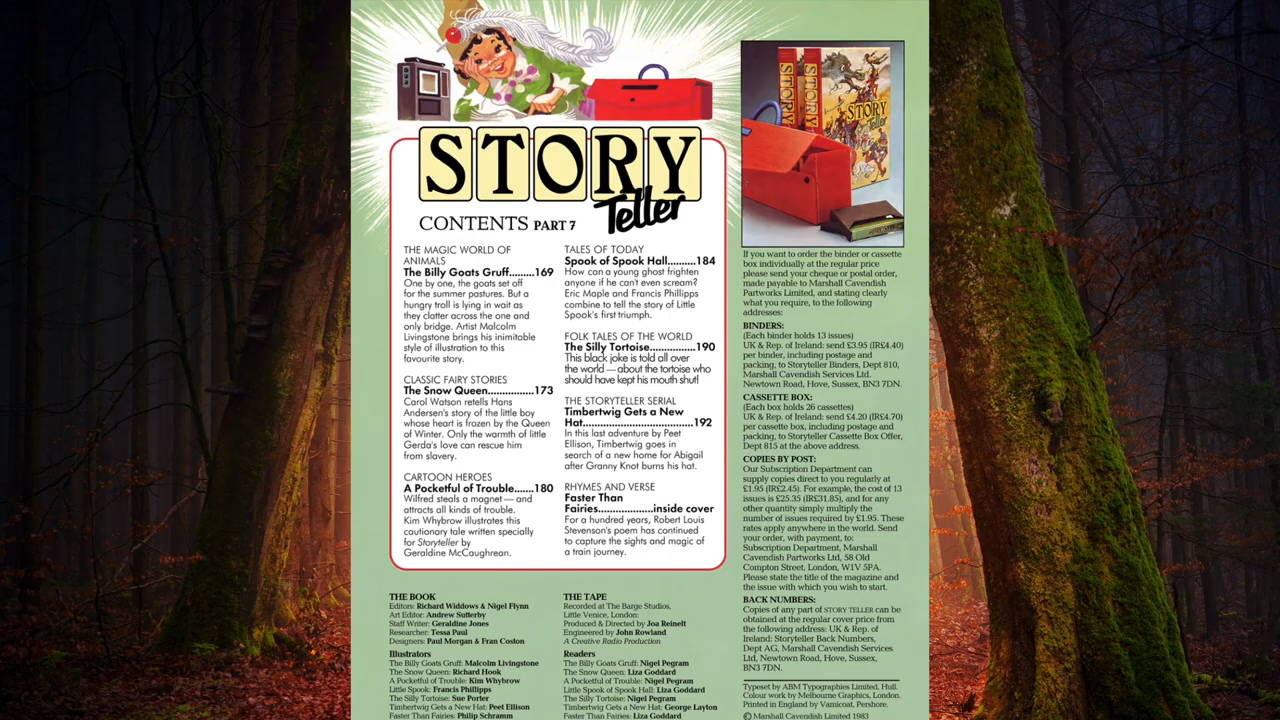 STORY
Teller
CONTENTS PART 7
THE MAGIC WORLD OF
ANIMALS
The Billy Goats Gruff.........169
One by one, the goats set off
for the summer pastures. But a
hungry troll is lying in wait as
they clatter across the one and
only bridge. Artist Malcolm
Livingstone brings his inimitable
style of illustration to this
favourite story.
CLASSIC FAIRY STORIES
The Snow Queen................173
Carol Watson retells Hans
Andersen's story of the little boy
whose heart is frozen by the Queen
of Winter. Only the warmth of little
Gerda's love can rescue him
from slavery.
CARTOON HEROES
A Pocketful of Trouble.......180
Wilfred steals a magnet — and
attracts all kinds of trouble.
Kim Whybrow illustrates this
cautionary tale written specially
for Storyteller by
Geraldine McCaughrean.
TALES OF TODAY
Spook of Spook Hall..........184
How can a young ghost frighten
anyone if he can't even scream?
Eric Maple and Francis Phillipps
combine to tell the story of Little
Spook's first triumph.
FOLK TALES OF THE WORLD
The Silly Tortoise................190
This black joke is told all over
the world — about the tortoise who
should have kept his mouth shut!
THE STORYTELLER SERIAL
Timbertwig Gets a New
Hat.......................................192
In this last adventure by Peet
Ellison, Timbertwig goes in
search of a new home for Abigail
after Granny Knot burns his hat.
RHYMES AND VERSE
Faster Than
Fairies....................inside cover
For a hundred years, Robert Louis
Stevenson's poem has continued
to capture the sights and magic of
a train journey.
THE BOOK
Editors: Richard Widdows & Nigel Flynn
Art Editor: Andrew Sutterby
Staff Writer: Geraldine Jones
Researcher: Tessa Paul
Designers: Paul Morgan & Fran Coston
Illustrators
The Billy Goats Gruff: Malcolm Livingstone
The Snow Queen: Richard Hook
A Pocketful of Trouble: Kim Whybrow
Little Spook: Francis Phillipps
The Silly Tortoise: Sue Porter
Timbertwig Gets a New Hat: Peet Ellison
Faster Than Fairies: Philip Schramm
THE TAPE
Recorded at The Barge Studios,
Little Venice, London:
Produced & Directed by Joa Reinelt
Engineered by John Rowland
A Creative Radio Production
Readers
The Billy Goats Gruff: Nigel Pegram
The Snow Queen: Liza Goddard
A Pocketful of Trouble: Nigel Pegram
Little Spook of Spook Hall: Liza Goddard
The Silly Tortoise: Nigel Pegram
Timbertwig Gets a New Hat: George Layton
Faster Than Fairies: Liza Goddard
STORY
STORY
STORY
Teller
If you want to order the binder or cassette
box individually at the regular price
please send your cheque or postal order,
made payable to Marshall Cavendish
Partworks Limited, and stating clearly
what you require, to the following
addresses:
BINDERS:
(Each binder holds 13 issues)
UK & Rep. of Ireland: send £3.95 (IR£4.40)
per binder, including postage and
packing, to Storyteller Binders, Dept 810,
Marshall Cavendish Services Ltd.
Newtown Road, Hove, Sussex, BN3 7DN.
CASSETTE BOX:
(Each box holds 26 cassettes)
UK & Rep. of Ireland: send £4.20 (IR£4.70)
per cassette box, including postage and
packing, to Storyteller Cassette Box Offer,
Dept 815 at the above address.
COPIES BY POST:
Our Subscription Department can
supply copies direct to you regularly at
£1.95 (IR£2.45). For example, the cost of 13
issues is £25.35 (IR£31.85), and for any
other quantity simply multiply the
number of issues required by £1.95. These
rates apply anywhere in the world. Send
your order, with payment, to:
Subscription Department, Marshall
Cavendish Partworks Ltd, 58 Old
Compton Street, London, W1V 5PA.
Please state the title of the magazine and
the issue with which you wish to start.
BACK NUMBERS:
Copies of any part of STORY TELLER can be
obtained at the regular cover price from
the following address: UK & Rep. of
Ireland: Storyteller Back Numbers,
Dept AG, Marshall Cavendish Services
Ltd, Newtown Road, Hove, Sussex,
BN3 7DN.
Typeset by ABM Typographies Limited, Hull.
Colour work by Melbourne Graphics, London.
Printed in England by Varnicoat, Pershore.
© Marshall Cavendish Limited 1983